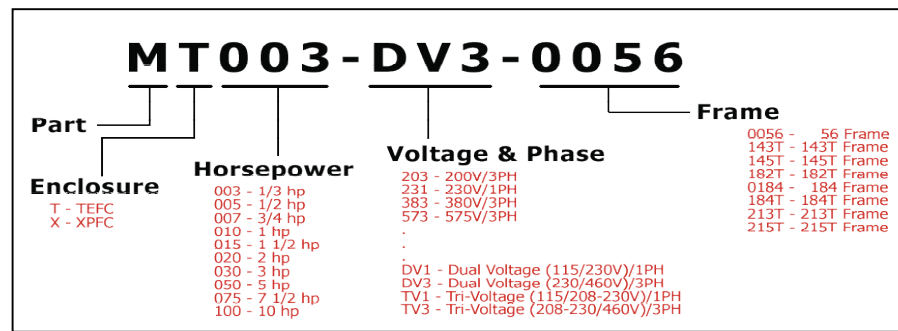 MT003-DV3-0056
Part
Enclosure
T - TEFC
X - XPFC
Horsepower
003 - 1/3 hp
005 - 1/2 hp
007 - 3/4 hp
010 - 1 hp
015 - 1 1/2 hp
020 - 2 hp
030 - 3 hp
050 - 5 hp
075 - 7 1/2 hp
100 - 10 hp
Voltage & Phase
203 - 200V/3PH
231 - 230V/1PH
383 - 380V/3PH
573 - 575V/3PH
.
.
DV1 - Dual Voltage (115/230V)/1PH
DV3 - Dual Voltage (230/460V)/3PH
TV1 - Tri-Voltage (115/208-230V)/1PH
TV3 - Tri-Voltage (208-230/460V)/3PH
Frame
0056 - 56 Frame
143T - 143T Frame
145T - 145T Frame
182T - 182T Frame
0184 - 184 Frame
184T - 184T Frame
213T - 213T Frame
215T - 215T Frame